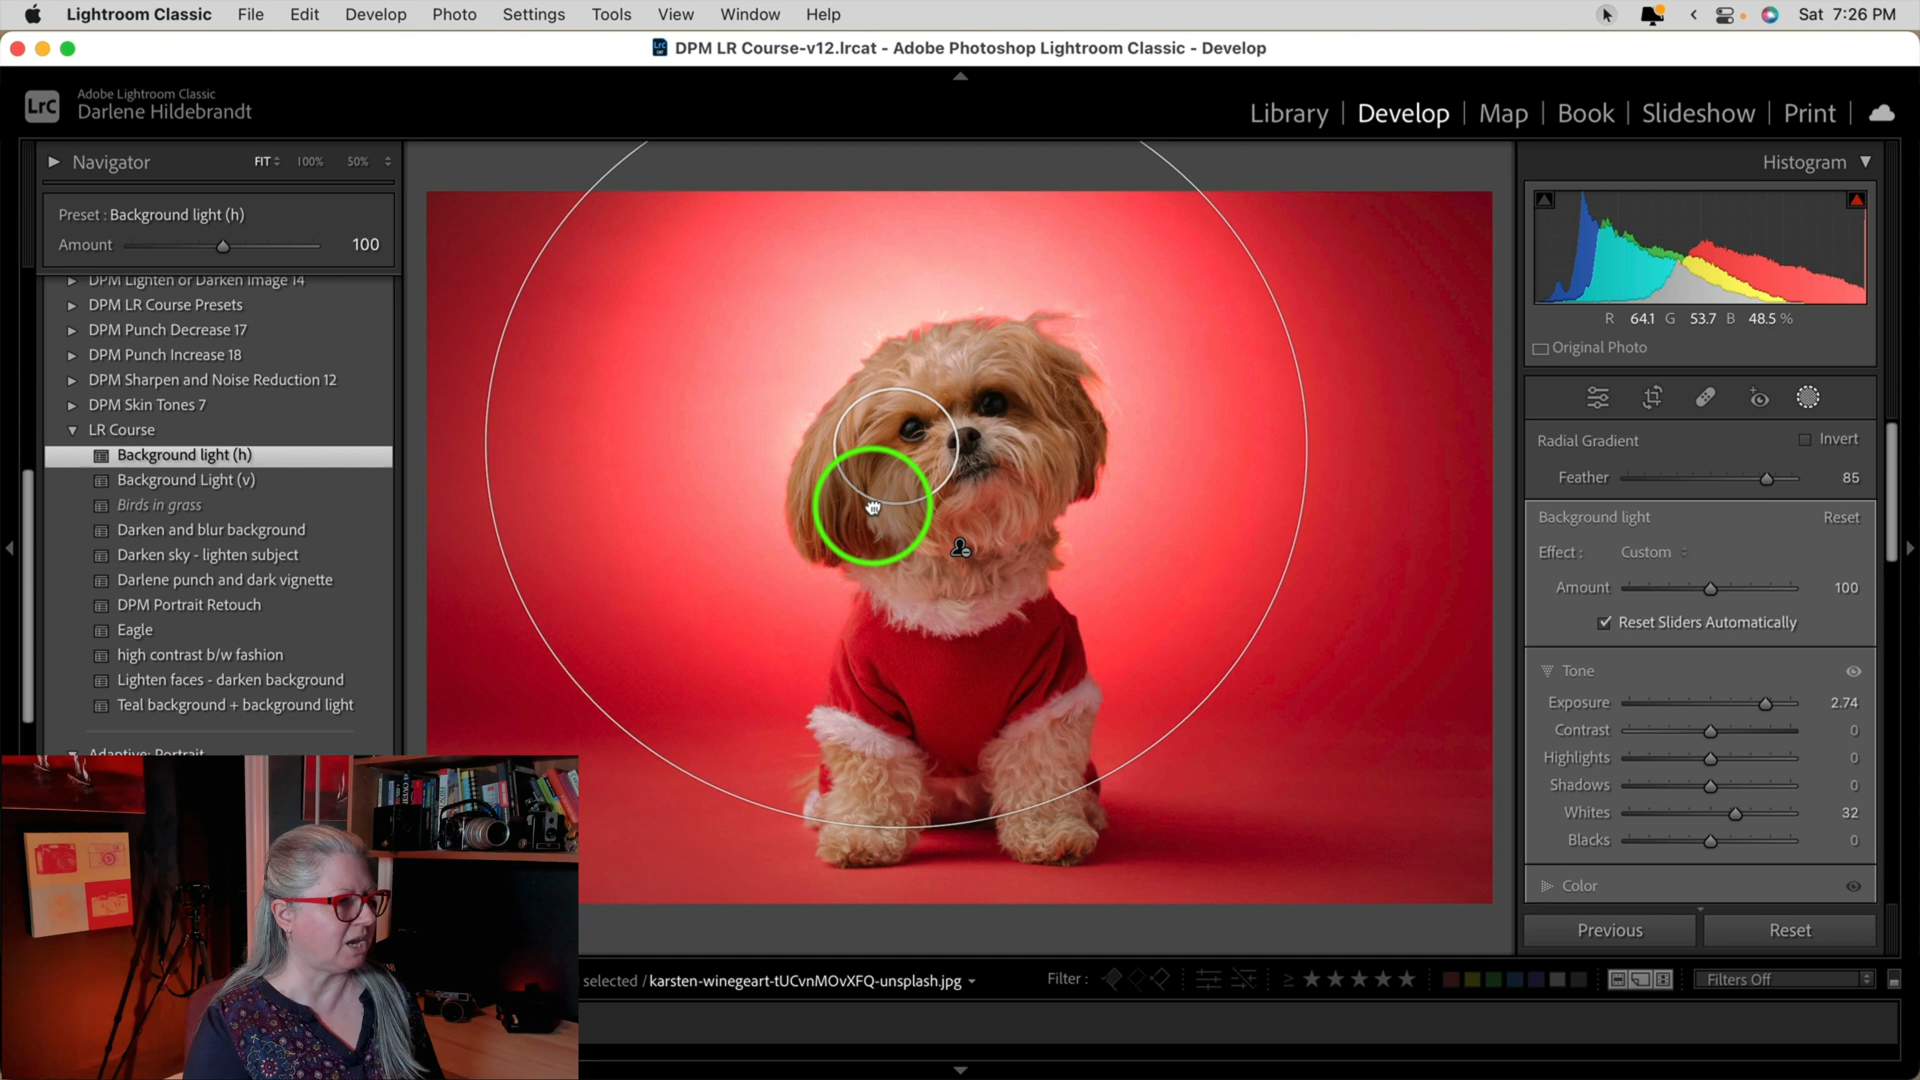 Lightroom Classic File Edit Develop Photo Settings Tools View Window Help Sat 7:26 PM
DPM LR Course-v12.lrcat - Adobe Photoshop Lightroom Classic - Develop
LrC
Adobe Lightroom Classic
Darlene Hildebrandt
Library | Develop | Map | Book | Slideshow | Print |
Navigator FIT 100% 50%
Preset : Background light (h)
Amount 100
DPM Lighten or Darken Image 14
DPM LR Course Presets
DPM Punch Decrease 17
DPM Punch Increase 18
DPM Sharpen and Noise Reduction 12
DPM Skin Tones 7
LR Course
Background light (h)
Background Light (v)
Birds in grass
Darken and blur background
Darken sky - lighten subject
Darlene punch and dark vignette
DPM Portrait Retouch
Eagle
high contrast b/w fashion
Lighten faces - darken background
Teal background + background light
Adaptive: Portrait
Histogram
R 64.1 G 53.7 B 48.5 %
Original Photo
Radial Gradient Invert
Feather 85
Background light Reset
Effect : Custom
Amount 100
Reset Sliders Automatically
Tone
Exposure 2.74
Contrast 0
Highlights 0
Shadows 0
Whites 32
Blacks 0
Color
Previous Reset
selected / karsten-winegeart-tUCvnMOvXFQ-unsplash.jpg Filter : ≥ ★★★★★ Filters Off